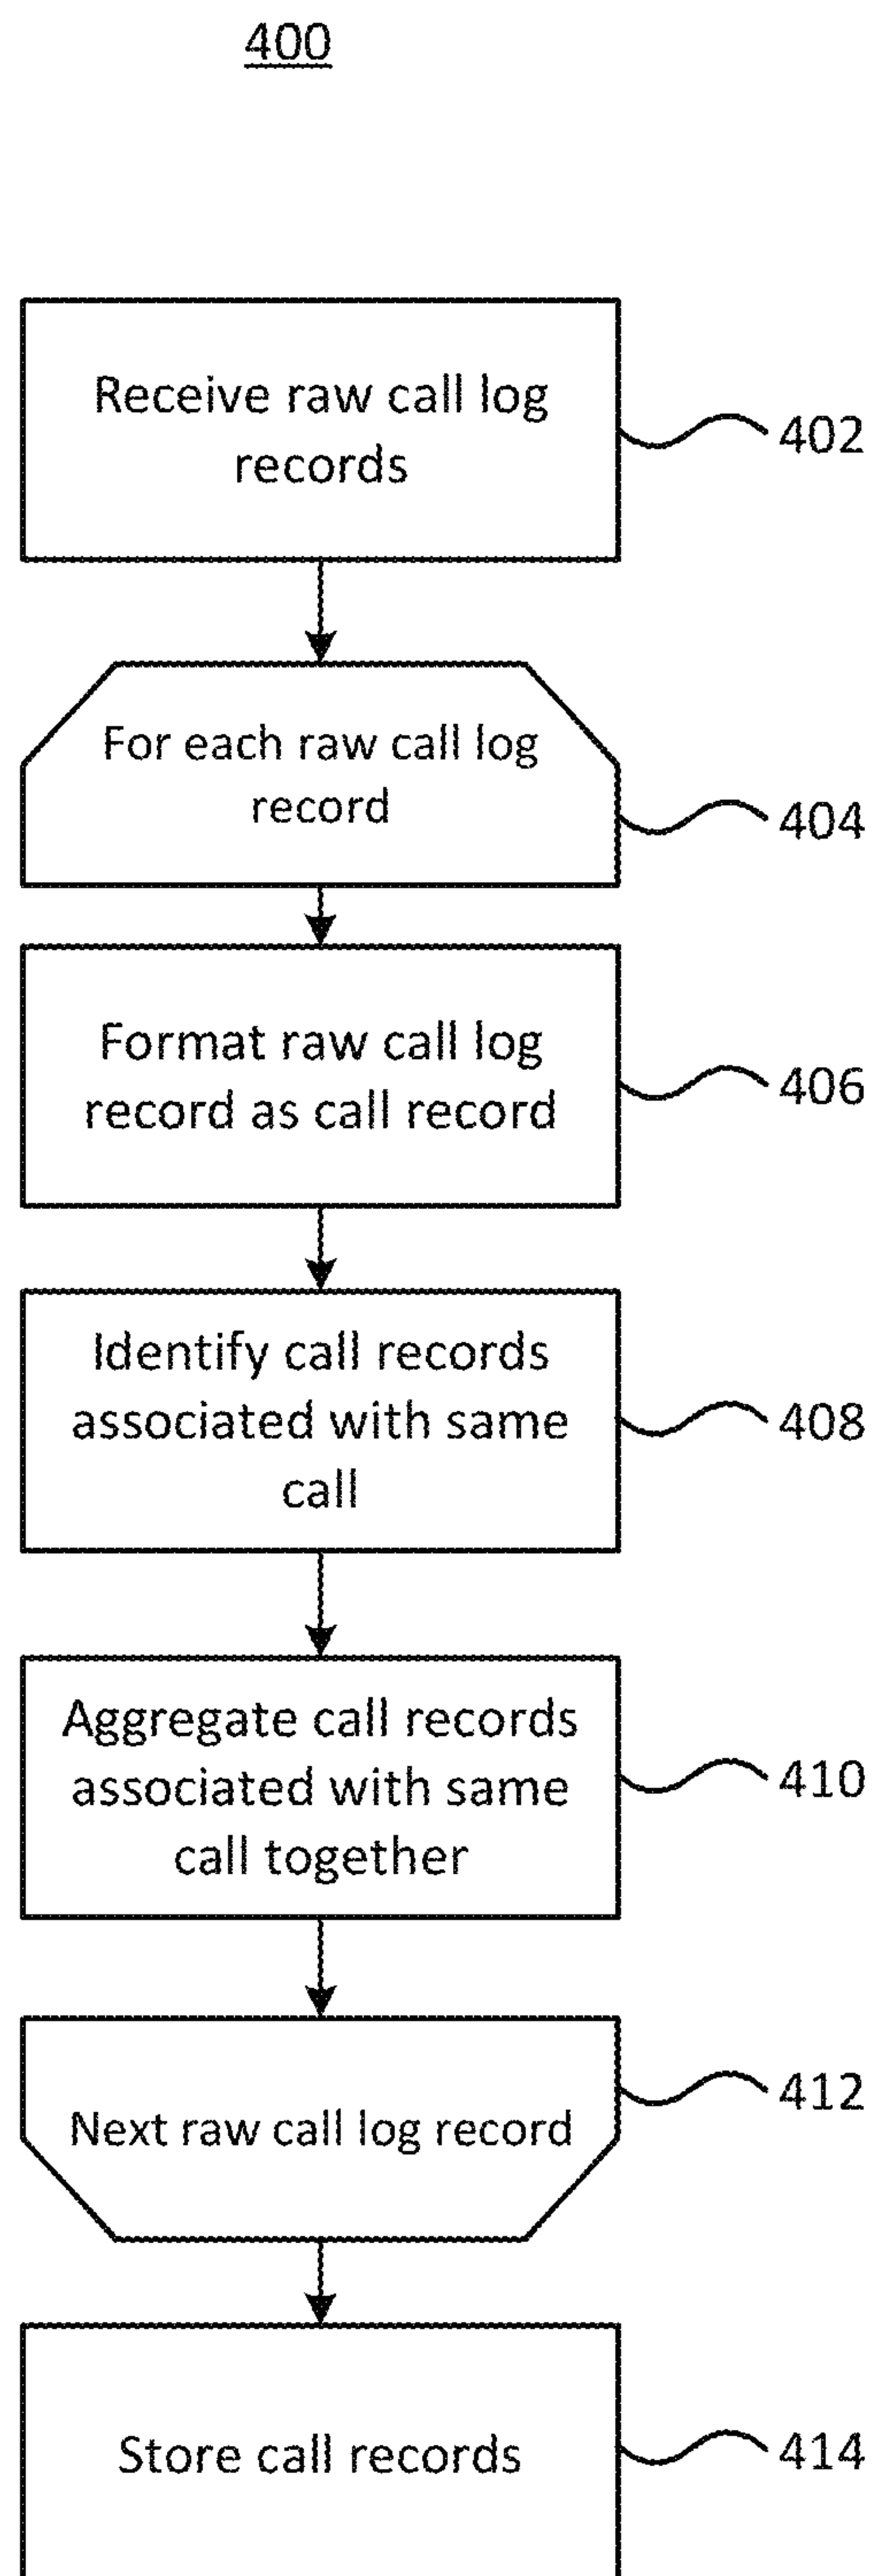 400
Receive raw call log
records
402
For each raw call log
record
404
Format raw call log
record as call record
406
Identify call records
associated with same
call
408
Aggregate call records
associated with same
call together
410
Next raw call log record
412
Store call records
414